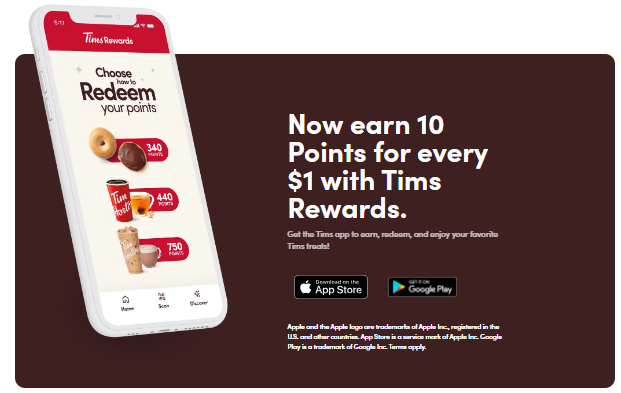 5:17
Tims Rewards
Choose
how to
Redeem
your points
340
POINTS
Tim
Hortons
440
POINTS
Tim
Hortons
750
POINTS
Home
Scan
Discover
Now earn 10
Points for every
$1 with Tims
Rewards.
Get the Tims app to earn, redeem, and enjoy your favorite
Tims treats!
Download on the
App Store
GET IT ON
Google Play
Apple and the Apple logo are trademarks of Apple Inc., registered in the
U.S. and other countries. App Store is a service mark of Apple Inc. Google
Play is a trademark of Google Inc. Terms apply.